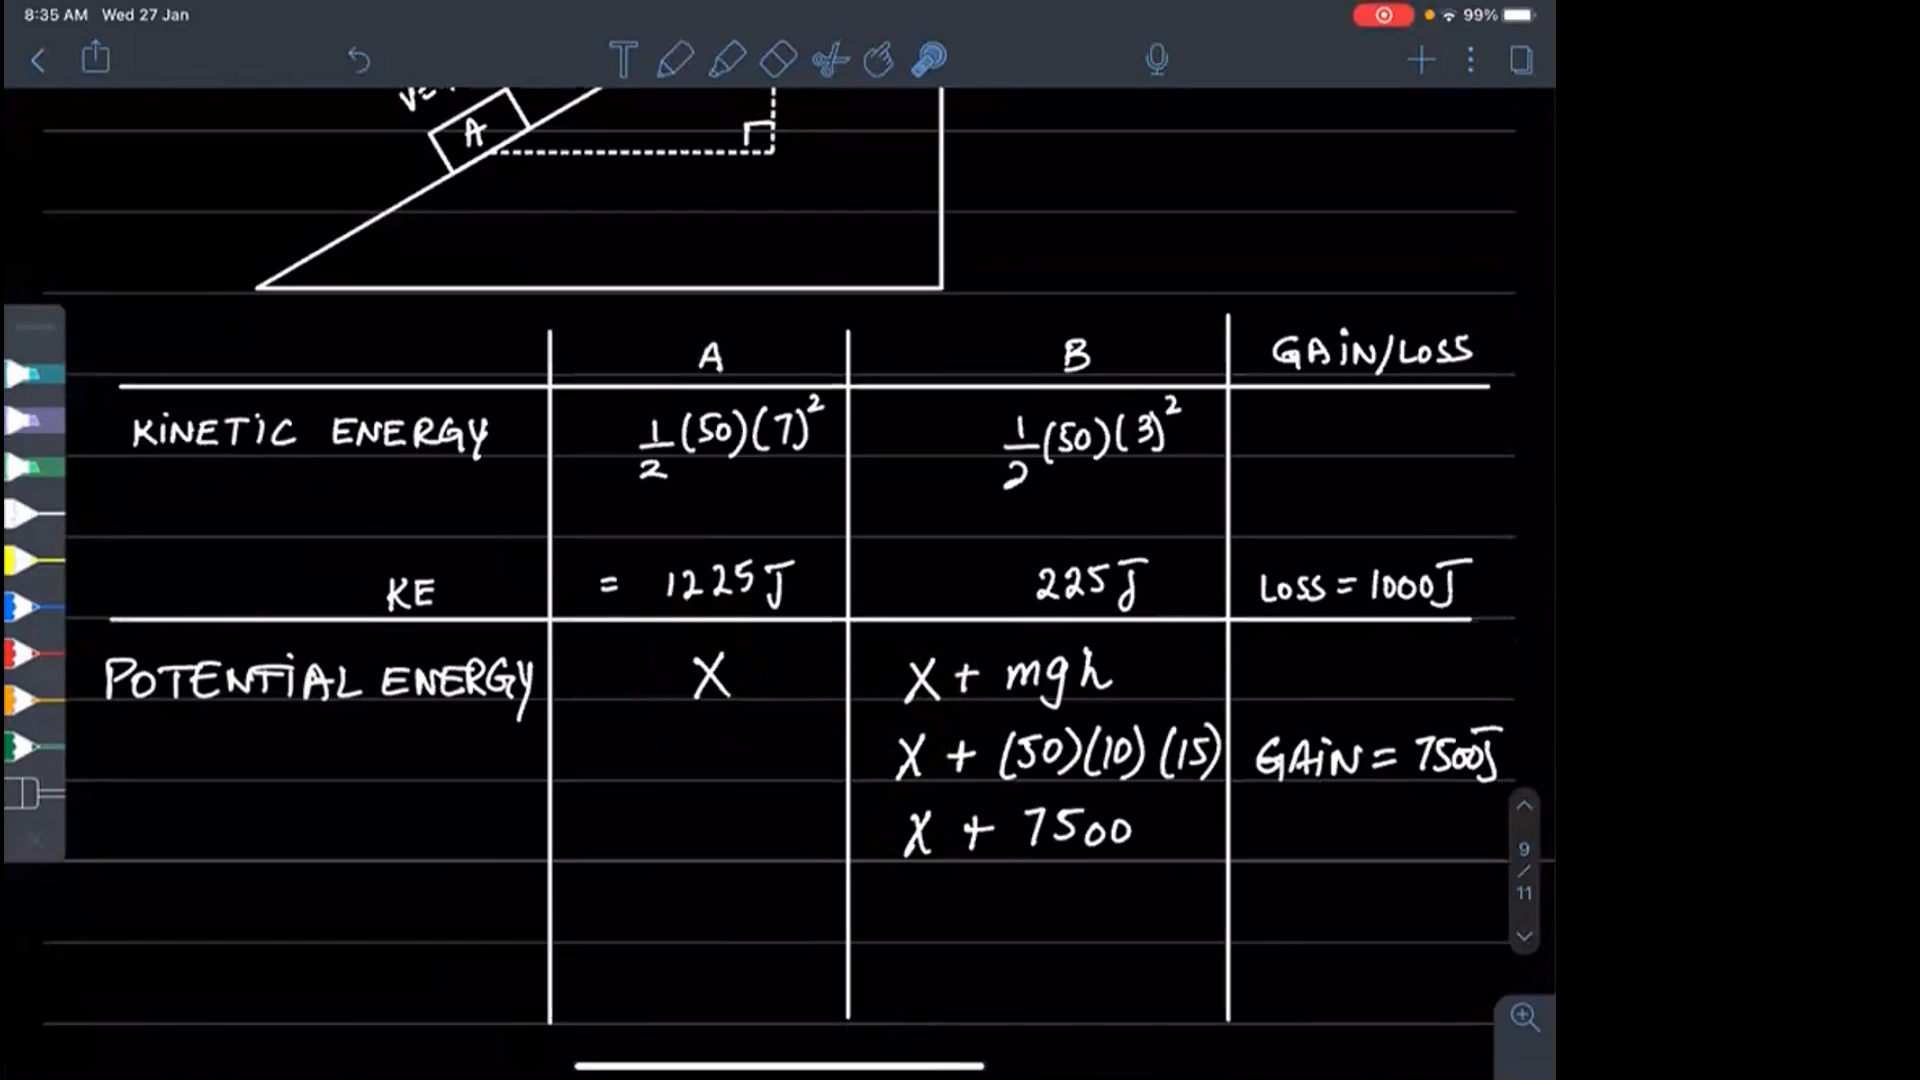 8:35 AM Wed 27 Jan
99%
T
A
A B GAIN/LOSS
KINETIC ENERGY 1/2 (50)(7)² 1/2 (50)(3)²
KE = 1225J 225J LOSS = 1000J
POTENTIAL ENERGY X X + mgh
X + (50)(10)(15) GAIN = 7500J
X + 7500
9
/
11